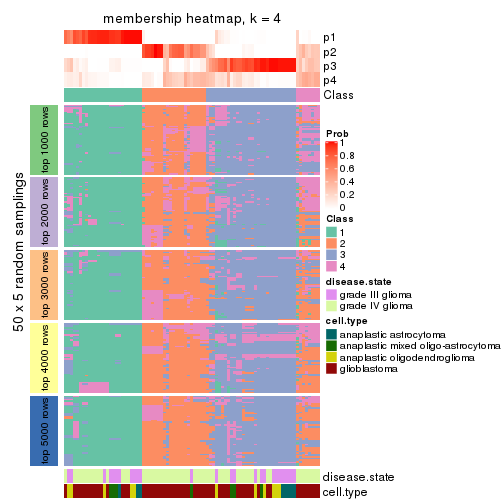 membership heatmap, k = 4
p1
p2
p3
p4
Class
50 x 5 random samplings
top 1000 rows
top 2000 rows
top 3000 rows
top 4000 rows
top 5000 rows
disease.state
cell.type
Prob
1
0.8
0.6
0.4
0.2
0
Class
1
2
3
4
disease.state
grade III glioma
grade IV glioma
cell.type
anaplastic astrocytoma
anaplastic mixed oligo-astrocytoma
anaplastic oligodendroglioma
glioblastoma